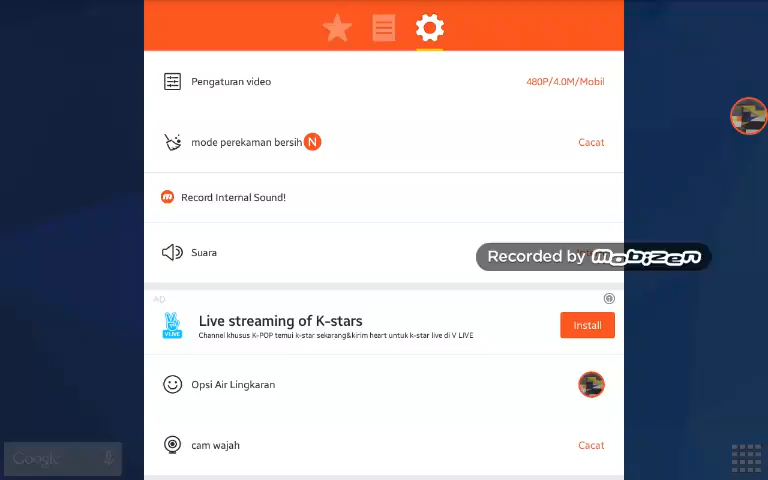 Pengaturan video
480P/4.0M/Mobil
mode perekaman bersih N
Cacat
Record Internal Sound!
Suara
Recorded by mobizen
AD
V LIVE
Live streaming of K-stars
Install
Channel khusus K-POP temui k-star sekarang&kirim heart untuk k-star live di V LIVE
Opsi Air Lingkaran
cam wajah
Cacat
Google